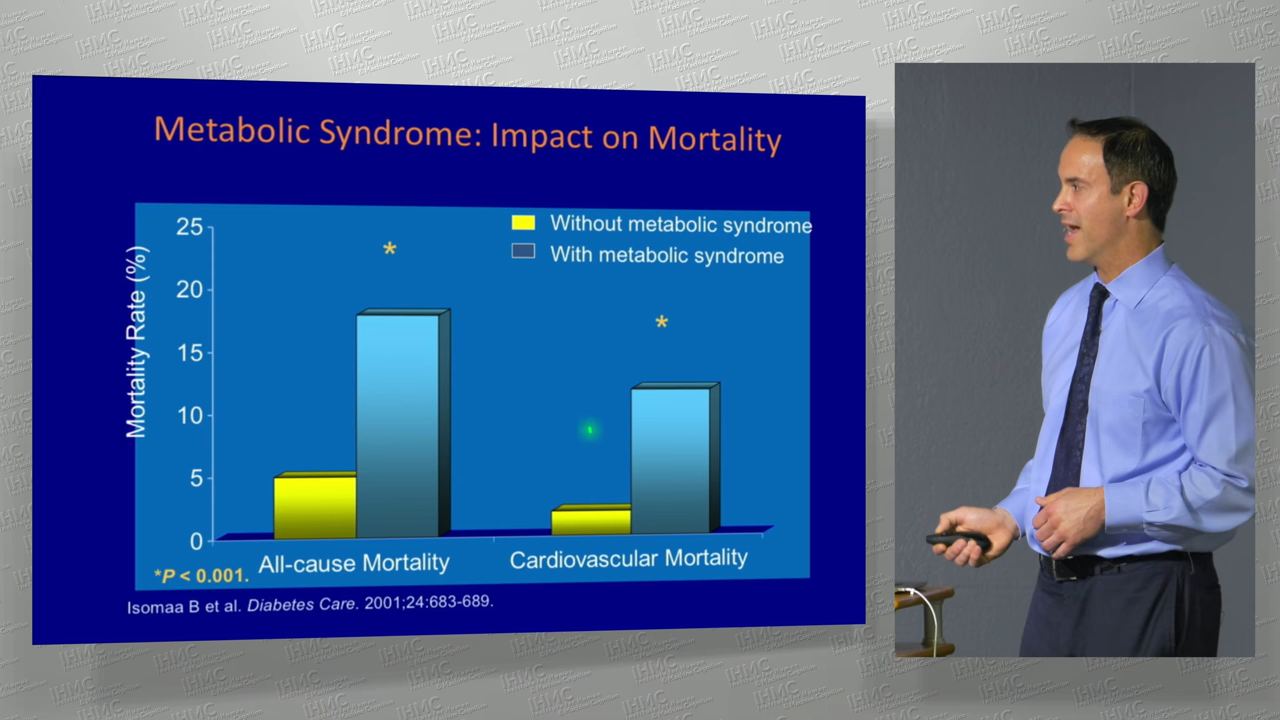 Metabolic Syndrome: Impact on Mortality
Without metabolic syndrome
With metabolic syndrome
Mortality Rate (%)
25
20
15
10
5
0
*
*
All-cause Mortality
Cardiovascular Mortality
*P < 0.001.
Isomaa B et al. Diabetes Care. 2001;24:683-689.
IHMC